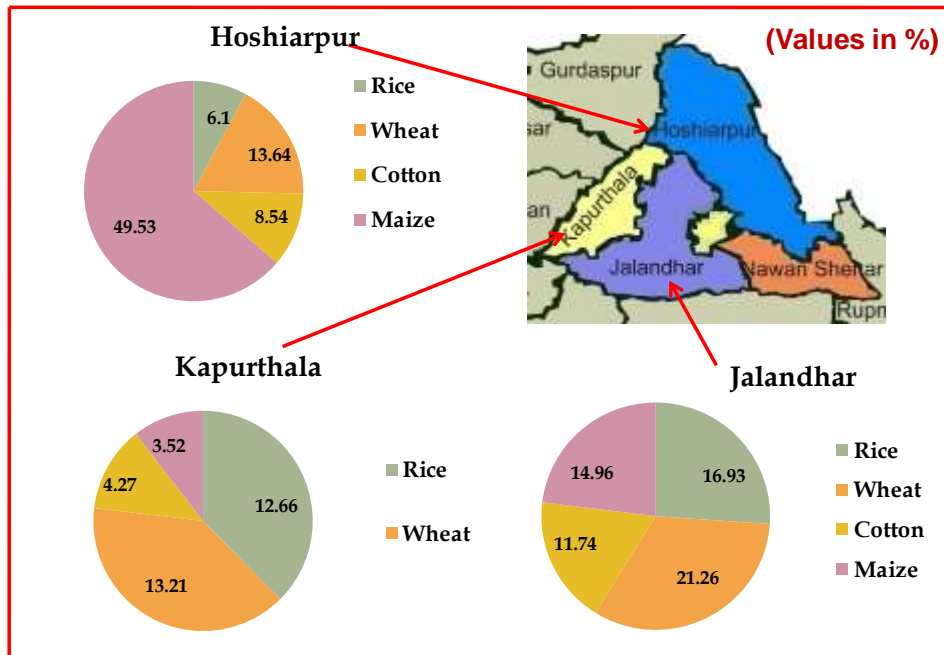 Hoshiarpur
(Values in %)
Rice
Wheat
Cotton
Maize
6.1
13.64
8.54
49.53
Gurdaspur
sar
Hoshiarpur
an
Kapurthala
Jalandhar
Nawan Shehar
Rupn
Kapurthala
Jalandhar
3.52
4.27
12.66
13.21
Rice
Wheat
14.96
16.93
11.74
21.26
Rice
Wheat
Cotton
Maize